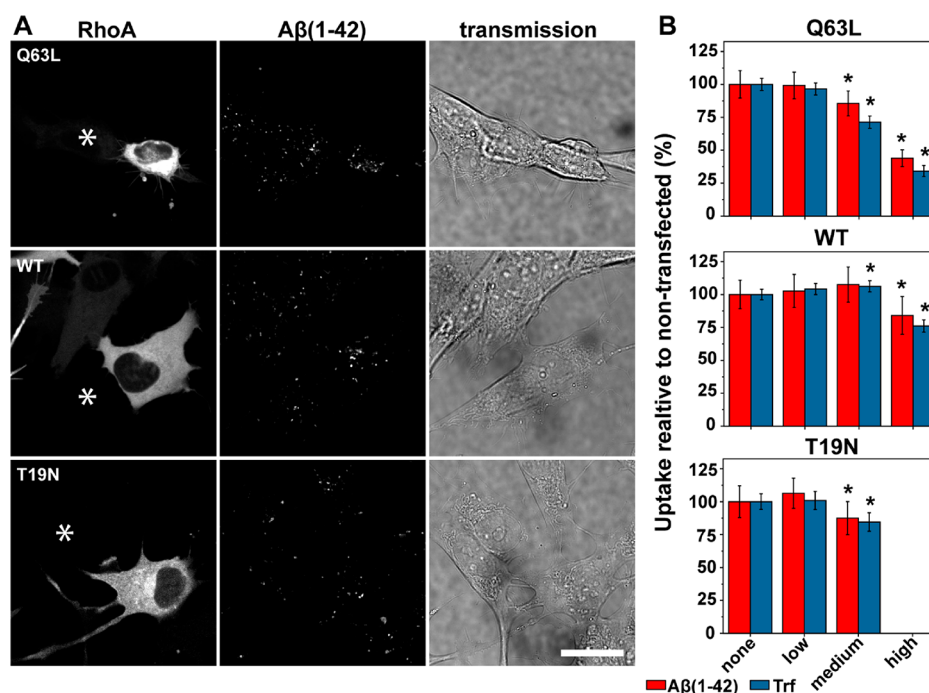 A
RhoA
Aβ(1-42)
transmission
Q63L
*
WT
*
T19N
*
B
Uptake realtive to non-transfected (%)
Q63L
125
100
75
50
25
0
* * * *
WT
125
100
75
50
25
0
* * *
T19N
125
100
75
50
25
0
* *
none low medium high
Aβ(1-42) Trf